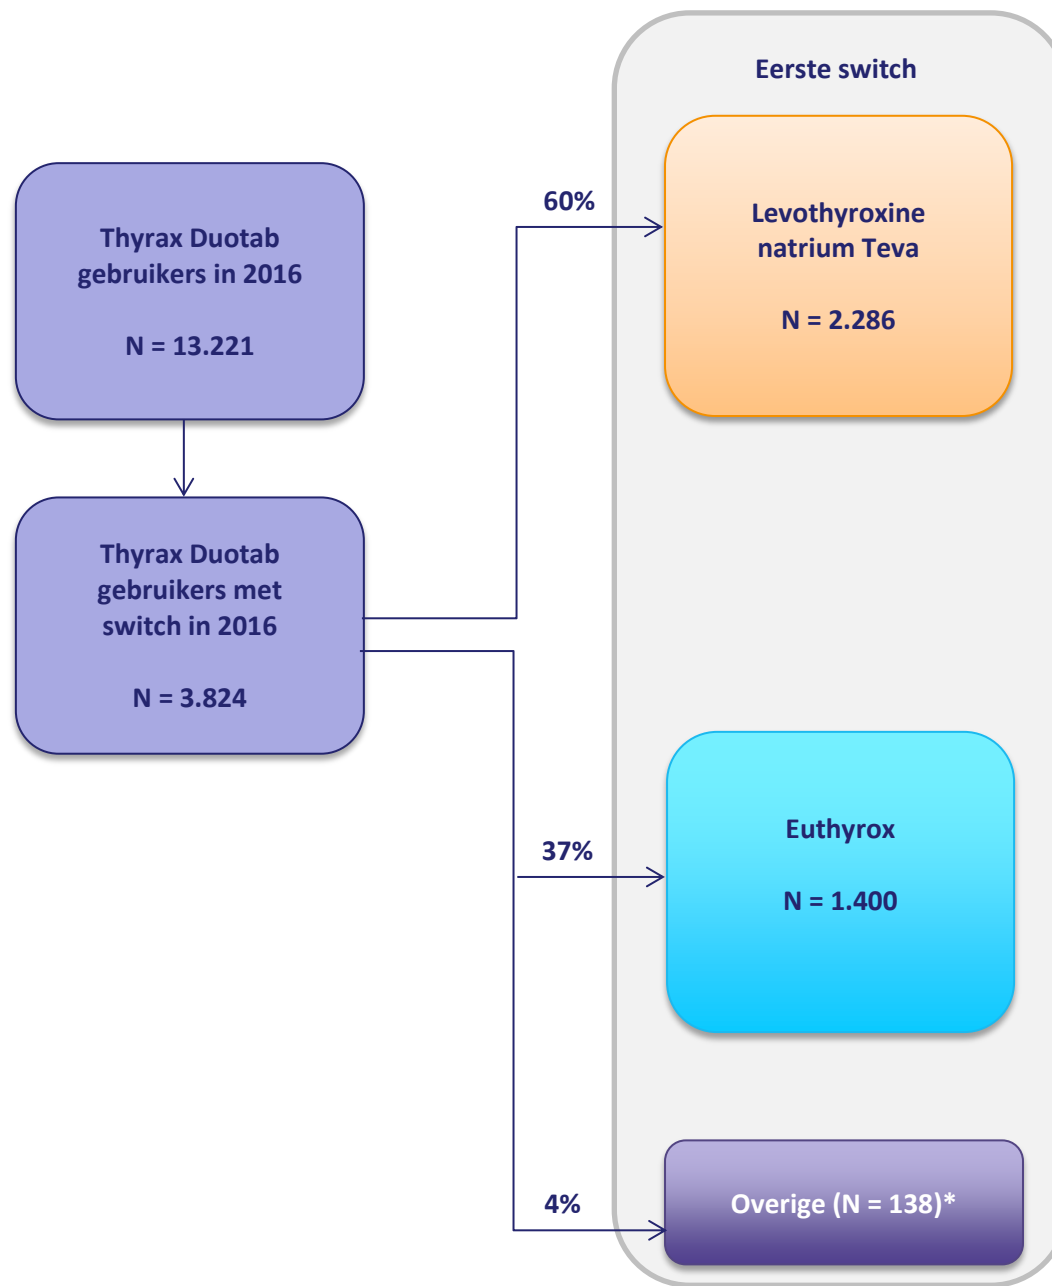 Eerste switch
Thyrax Duotab
gebruikers in 2016
N = 13.221
60%
Levothyroxine
natrium Teva
N = 2.286
Thyrax Duotab
gebruikers met
switch in 2016
N = 3.824
37%
Euthyrox
N = 1.400
4%
Overige (N = 138)*